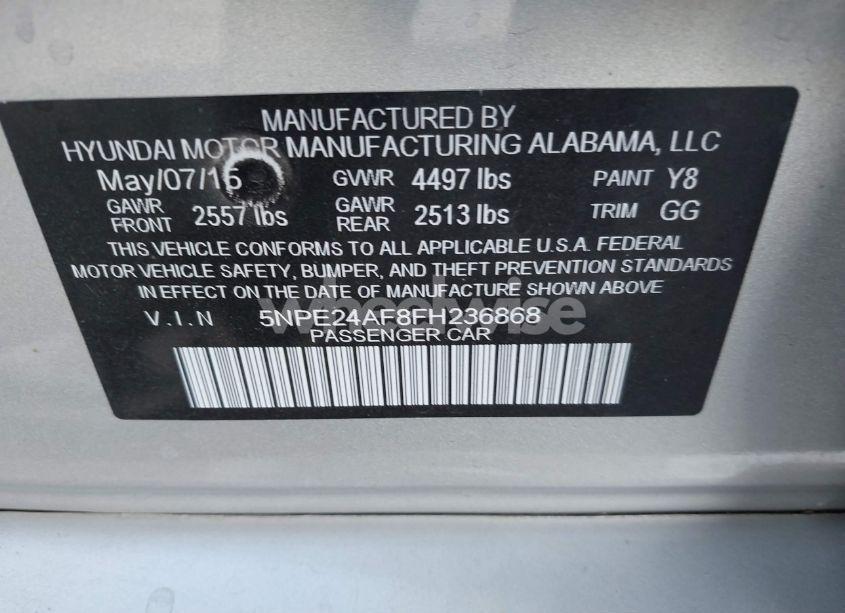 MANUFACTURED BY
HYUNDAI MOTOR MANUFACTURING ALABAMA, LLC
May/07/15 GVWR 4497 lbs PAINT Y8
GAWR FRONT 2557 lbs GAWR REAR 2513 lbs TRIM GG
THIS VEHICLE CONFORMS TO ALL APPLICABLE U.S.A. FEDERAL
MOTOR VEHICLE SAFETY, BUMPER, AND THEFT PREVENTION STANDARDS
IN EFFECT ON THE DATE OF MANUFACTURE SHOWN ABOVE
V.I.N 5NPE24AF8FH236868
PASSENGER CAR
Wheelwise